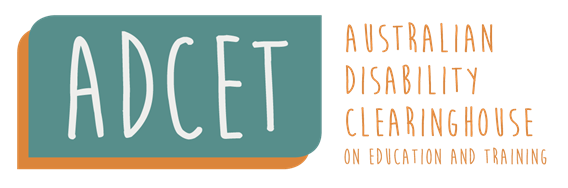 ADCET
AUSTRALIAN
DISABILITY
CLEARINGHOUSE
ON EDUCATION AND TRAINING